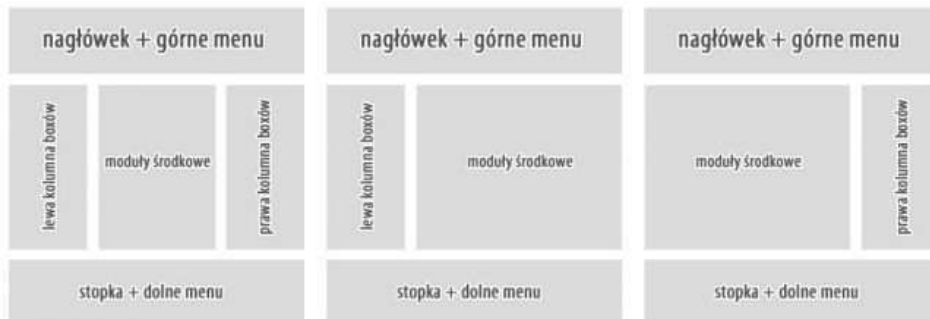 nagłówek + górne menu
lewa kolumna boxów
moduły środkowe
prawa kolumna boxów
stopka + dolne menu
nagłówek + górne menu
lewa kolumna boxów
moduły środkowe
stopka + dolne menu
nagłówek + górne menu
moduły środkowe
prawa kolumna boxów
stopka + dolne menu